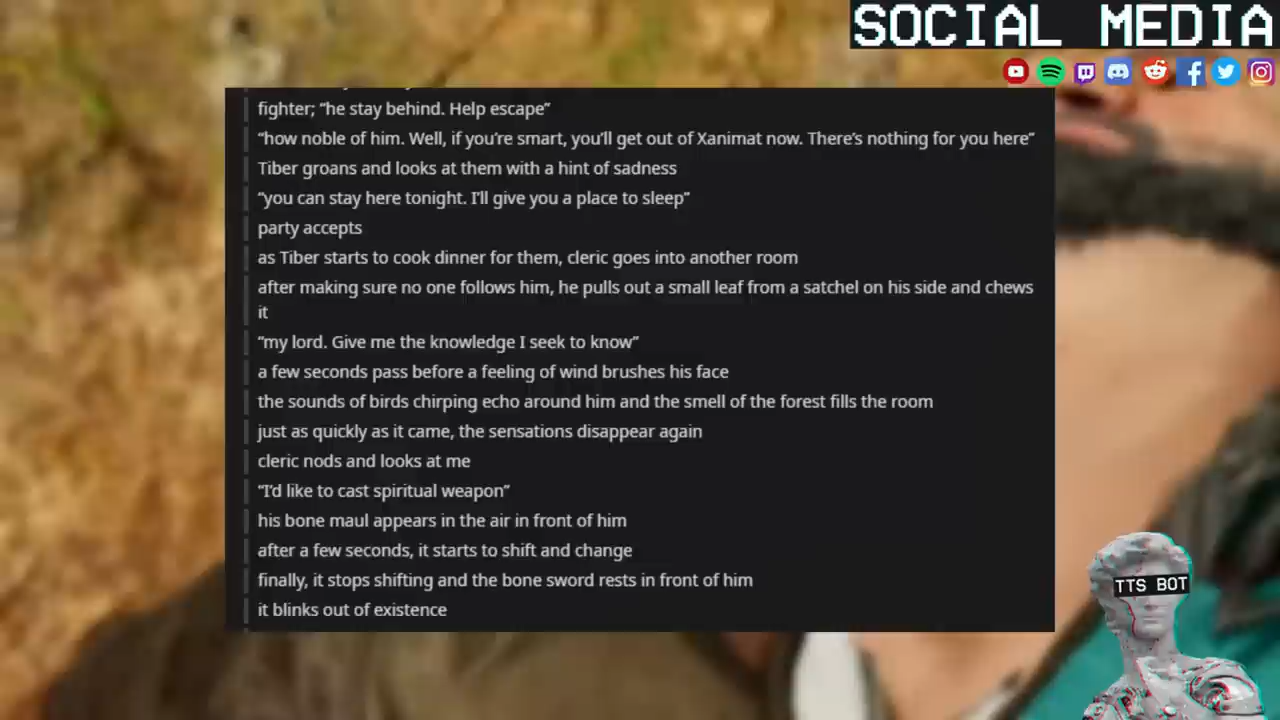 SOCIAL MEDIA
fighter; “he stay behind. Help escape”
“how noble of him. Well, if you’re smart, you’ll get out of Xanimat now. There’s nothing for you here”
Tiber groans and looks at them with a hint of sadness
“you can stay here tonight. I’ll give you a place to sleep”
party accepts
as Tiber starts to cook dinner for them, cleric goes into another room
after making sure no one follows him, he pulls out a small leaf from a satchel on his side and chews
it
“my lord. Give me the knowledge I seek to know”
a few seconds pass before a feeling of wind brushes his face
the sounds of birds chirping echo around him and the smell of the forest fills the room
just as quickly as it came, the sensations disappear again
cleric nods and looks at me
“I’d like to cast spiritual weapon”
his bone maul appears in the air in front of him
after a few seconds, it starts to shift and change
finally, it stops shifting and the bone sword rests in front of him
it blinks out of existence
TTS BOT